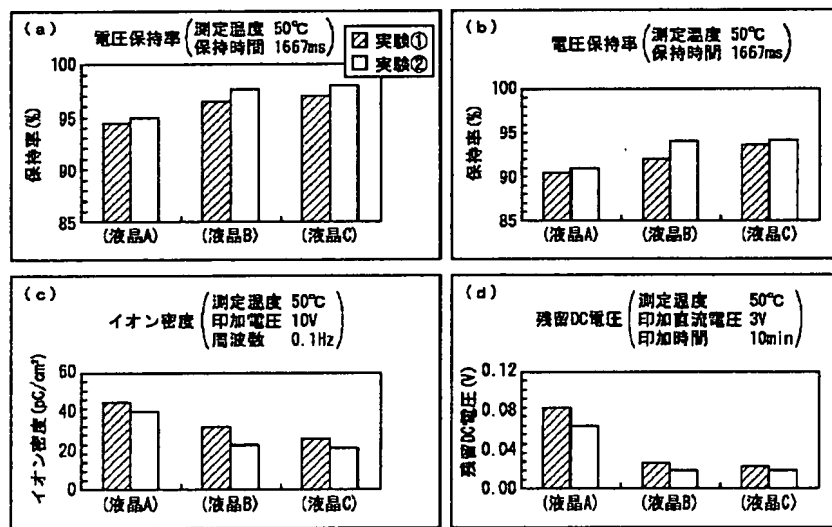 (a)
電圧保持率(測定温度 50℃
保持時間 1667ms)
実験①
実験②
保持率(%)
100
95
90
85
(液晶A) (液晶B) (液晶C)
(b)
電圧保持率(測定温度 50℃
保持時間 1667ms)
保持率(%)
100
95
90
85
(液晶A) (液晶B) (液晶C)
(c)
イオン密度(測定温度 50℃
印加電圧 10V
周波数 0.1Hz)
イオン密度(pC/cm²)
60
40
20
0
(液晶A) (液晶B) (液晶C)
(d)
残留DC電圧(測定温度 50℃
印加直流電圧 3V
印加時間 10min)
残留DC電圧(V)
0.12
0.08
0.04
0.00
(液晶A) (液晶B) (液晶C)